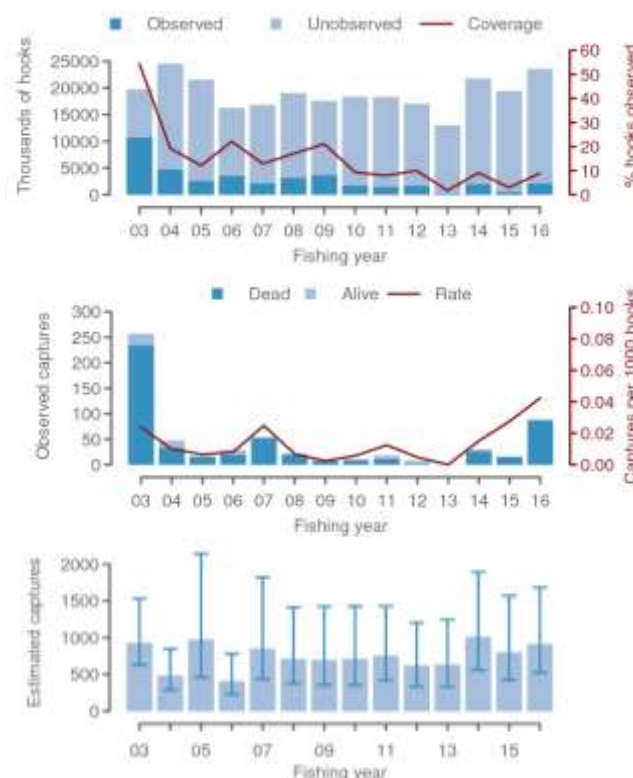 Observed Unobserved Coverage
Thousands of hooks
25000
20000
15000
10000
5000
0
60
50
40
30
20
10
0
% hooks observed
03 04 05 06 07 08 09 10 11 12 13 14 15 16
Fishing year
Dead Alive Rate
Observed captures
300
250
200
150
100
50
0
0.10
0.08
0.06
0.04
0.02
0.00
Captures per 1000 hooks
03 04 05 06 07 08 09 10 11 12 13 14 15 16
Fishing year
Estimated captures
2000
1500
1000
500
0
03 05 07 09 11 13 15
Fishing year